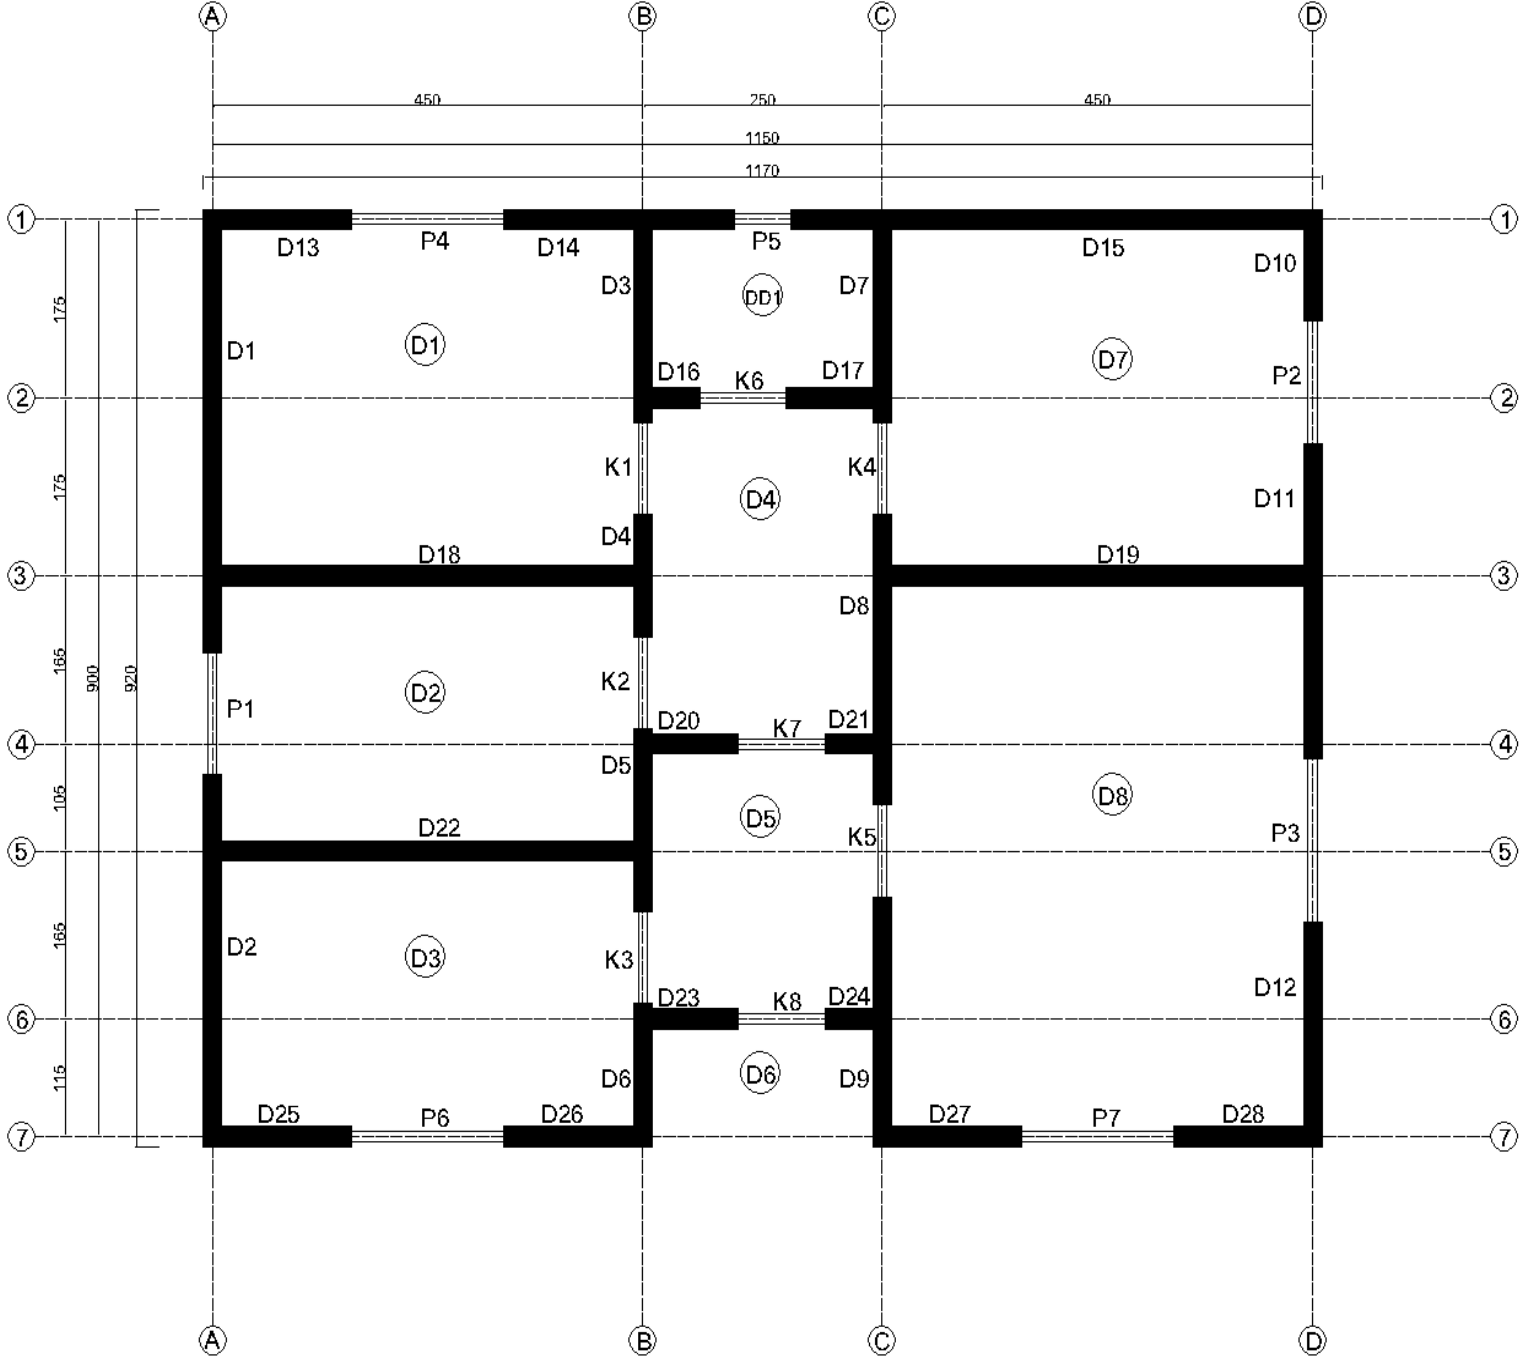 A B C D
450 250 450
1150
1170
1 1
D13 P4 D14 P5 D15 D10
D3 D7
175 DD1
D1 D1 D7
D16 K6 D17 P2
2 2
K1 K4
175 D4 D11
D4
D18 D19
3 3
D8
165 900 920 K2 D2
P1 D20 K7 D21
4 4
D5
105 D5 D8
D22 K5 P3
5 5
165 D2 D3 K3
D23 K8 D24 D12
6 6
115 D6 D6 D9
D25 P6 D26 D27 P7 D28
7 7
A B C D